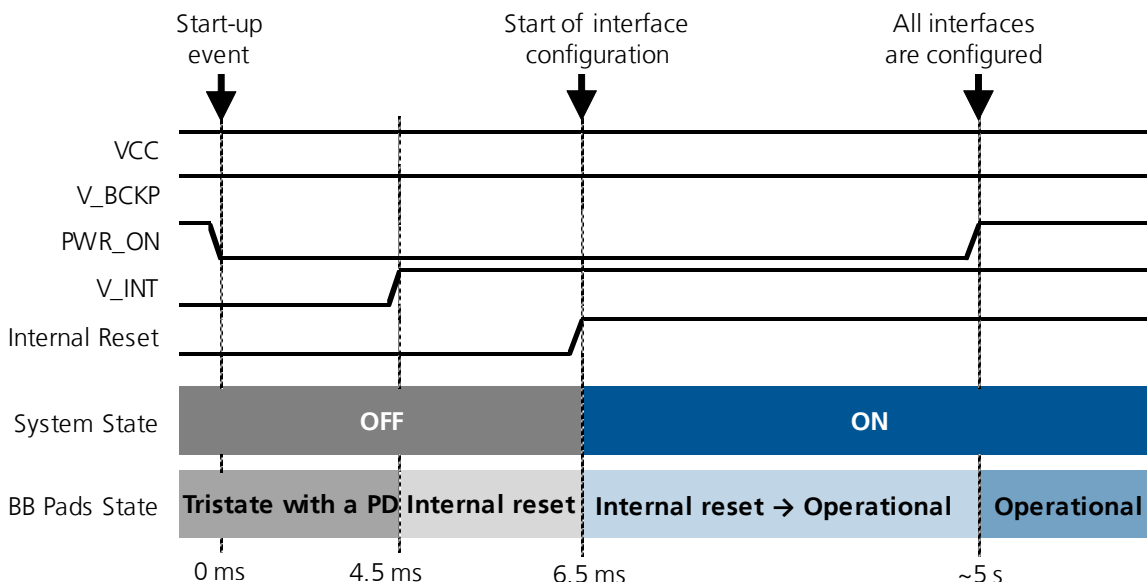 Start-up
event
Start of interface
configuration
All interfaces
are configured
VCC
V_BCKP
PWR_ON
V_INT
Internal Reset
System State
OFF
ON
BB Pads State
Tristate with a PD
Internal reset
Internal reset → Operational
Operational
0 ms
4.5 ms
6.5 ms
~5 s